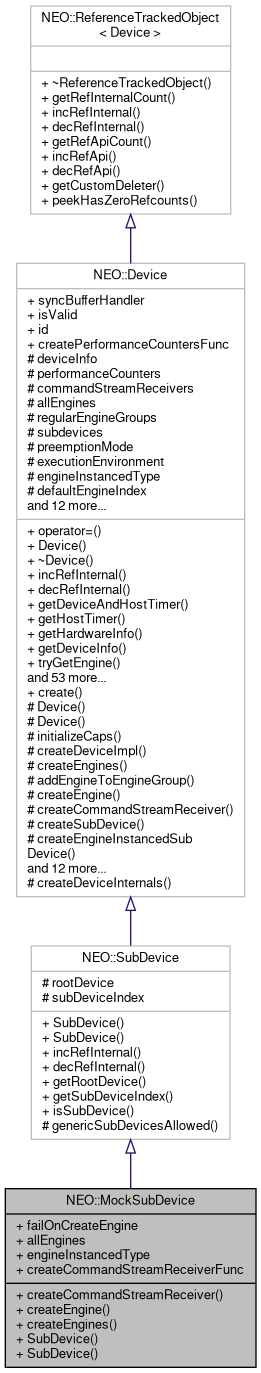 NEO::ReferenceTrackedObject
< Device >
+ ~ReferenceTrackedObject()
+ getRefInternalCount()
+ incRefInternal()
+ decRefInternal()
+ getRefApiCount()
+ incRefApi()
+ decRefApi()
+ getCustomDeleter()
+ peekHasZeroRefcounts()
NEO::Device
+ syncBufferHandler
+ isValid
+ id
+ createPerformanceCountersFunc
# deviceInfo
# performanceCounters
# commandStreamReceivers
# allEngines
# regularEngineGroups
# subdevices
# preemptionMode
# executionEnvironment
# engineInstancedType
# defaultEngineIndex
and 12 more...
+ operator=()
+ Device()
+ ~Device()
+ incRefInternal()
+ decRefInternal()
+ getDeviceAndHostTimer()
+ getHostTimer()
+ getHardwareInfo()
+ getDeviceInfo()
+ tryGetEngine()
and 53 more...
+ create()
# Device()
# Device()
# initializeCaps()
# createDeviceImpl()
# createEngines()
# addEngineToEngineGroup()
# createEngine()
# createCommandStreamReceiver()
# createSubDevice()
# createEngineInstancedSub
Device()
and 12 more...
# createDeviceInternals()
NEO::SubDevice
# rootDevice
# subDeviceIndex
+ SubDevice()
+ SubDevice()
+ incRefInternal()
+ decRefInternal()
+ getRootDevice()
+ getSubDeviceIndex()
+ isSubDevice()
# genericSubDevicesAllowed()
NEO::MockSubDevice
+ failOnCreateEngine
+ allEngines
+ engineInstancedType
+ createCommandStreamReceiverFunc
+ createCommandStreamReceiver()
+ createEngine()
+ createEngines()
+ SubDevice()
+ SubDevice()